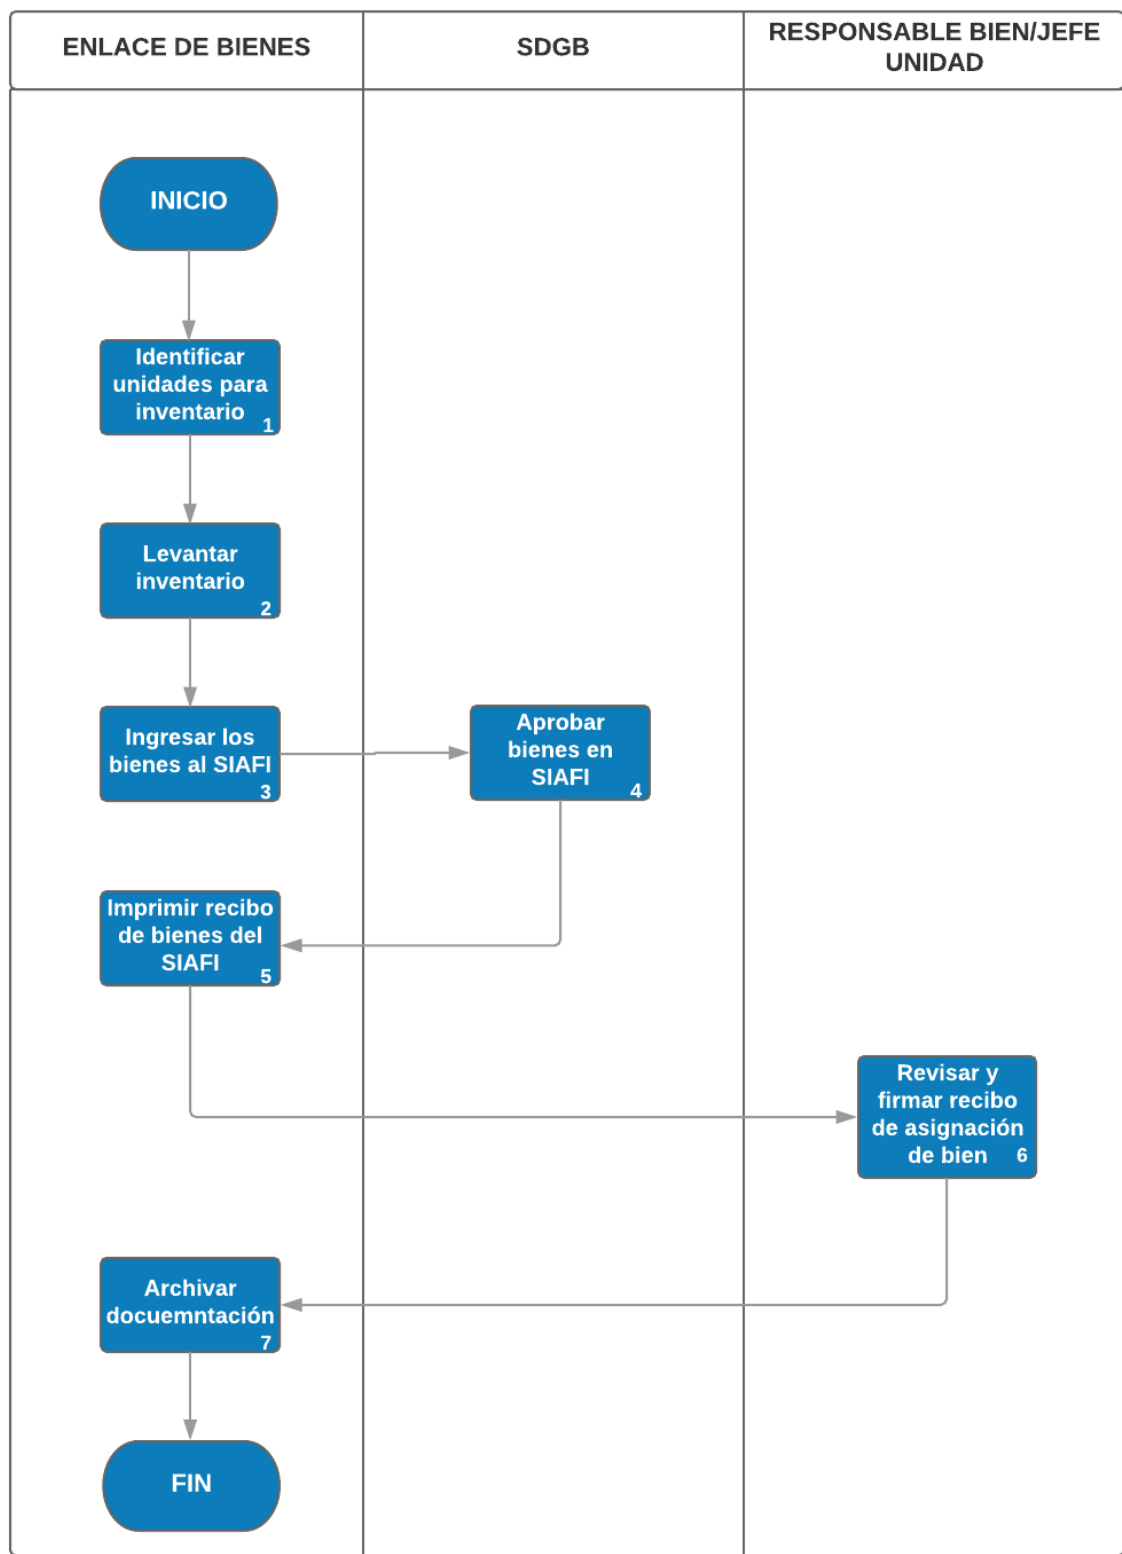 ENLACE DE BIENES
SDGB
RESPONSABLE BIEN/JEFE
UNIDAD
INICIO
Identificar
unidades para
inventario
1
Levantar
inventario
2
Ingresar los
bienes al SIAFI
3
Aprobar
bienes en
SIAFI
4
Imprimir recibo
de bienes del
SIAFI
5
Revisar y
firmar recibo
de asignación
de bien
6
Archivar
docuemntación
7
FIN